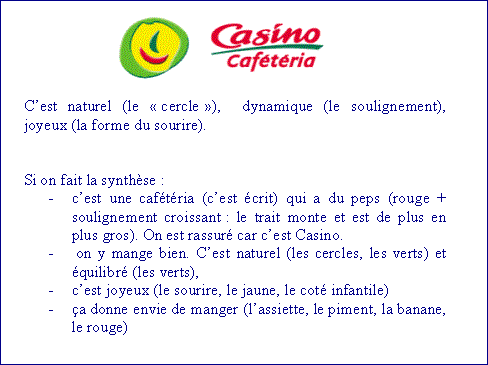 Casino
Cafétéria
C’est naturel (le « cercle »), dynamique (le soulignement),
joyeux (la forme du sourire).
Si on fait la synthèse :
- c’est une cafétéria (c’est écrit) qui a du peps (rouge +
soulignement croissant : le trait monte et est de plus en
plus gros). On est rassuré car c’est Casino.
- on y mange bien. C’est naturel (les cercles, les verts) et
équilibré (les verts),
- c’est joyeux (le sourire, le jaune, le coté infantile)
- ça donne envie de manger (l’assiette, le piment, la banane,
le rouge)